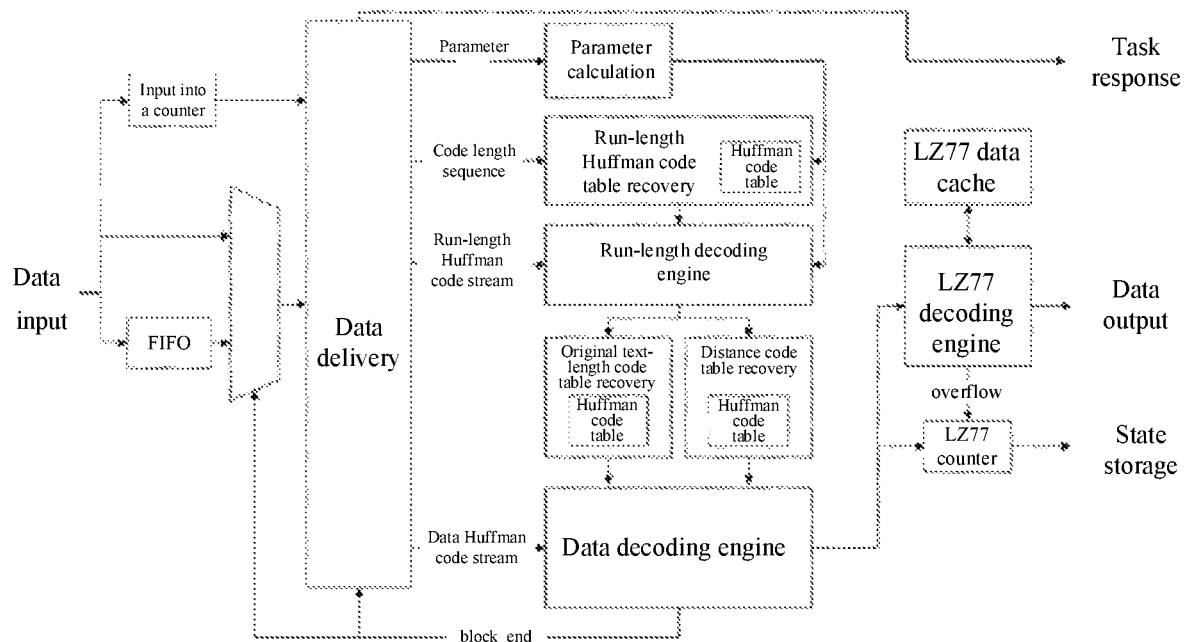 Data
input
Input into
a counter
FIFO
Data
delivery
Parameter
Code length
sequence
Run-length
Huffman
code stream
Data Huffman
code stream
block_end
Parameter
calculation
Run-length
Huffman code
table recovery
Huffman
code
table
Run-length decoding
engine
Original text-
length code
table recovery
Huffman
code
table
Distance code
table recovery
Huffman
code
table
Data decoding engine
LZ77 data
cache
LZ77
decoding
engine
overflow
LZ77
counter
Task
response
Data
output
State
storage